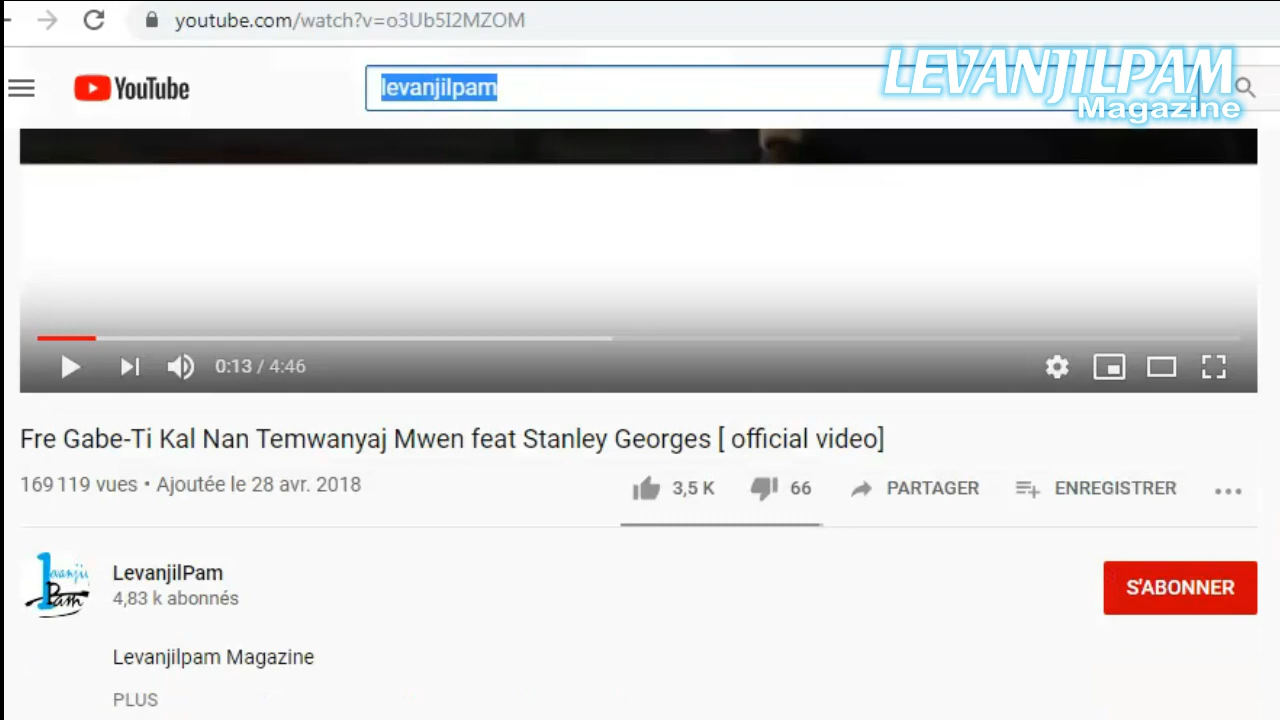 youtube.com/watch?v=o3Ub5I2MZOM
YouTube
levanjilpam
LEVANJILPAM
Magazine
0:13 / 4:46
Fre Gabe-Ti Kal Nan Temwanyaj Mwen feat Stanley Georges [ official video]
169 119 vues • Ajoutée le 28 avr. 2018
3,5 K
66
PARTAGER
ENREGISTRER
LevanjilPam
4,83 k abonnés
S'ABONNER
Levanjilpam Magazine
PLUS